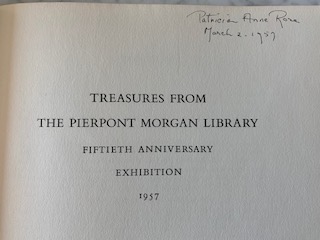 Patricia Anne Rose
March 2. 1957
TREASURES FROM
THE PIERPONT MORGAN LIBRARY
FIFTIETH ANNIVERSARY
EXHIBITION
1957